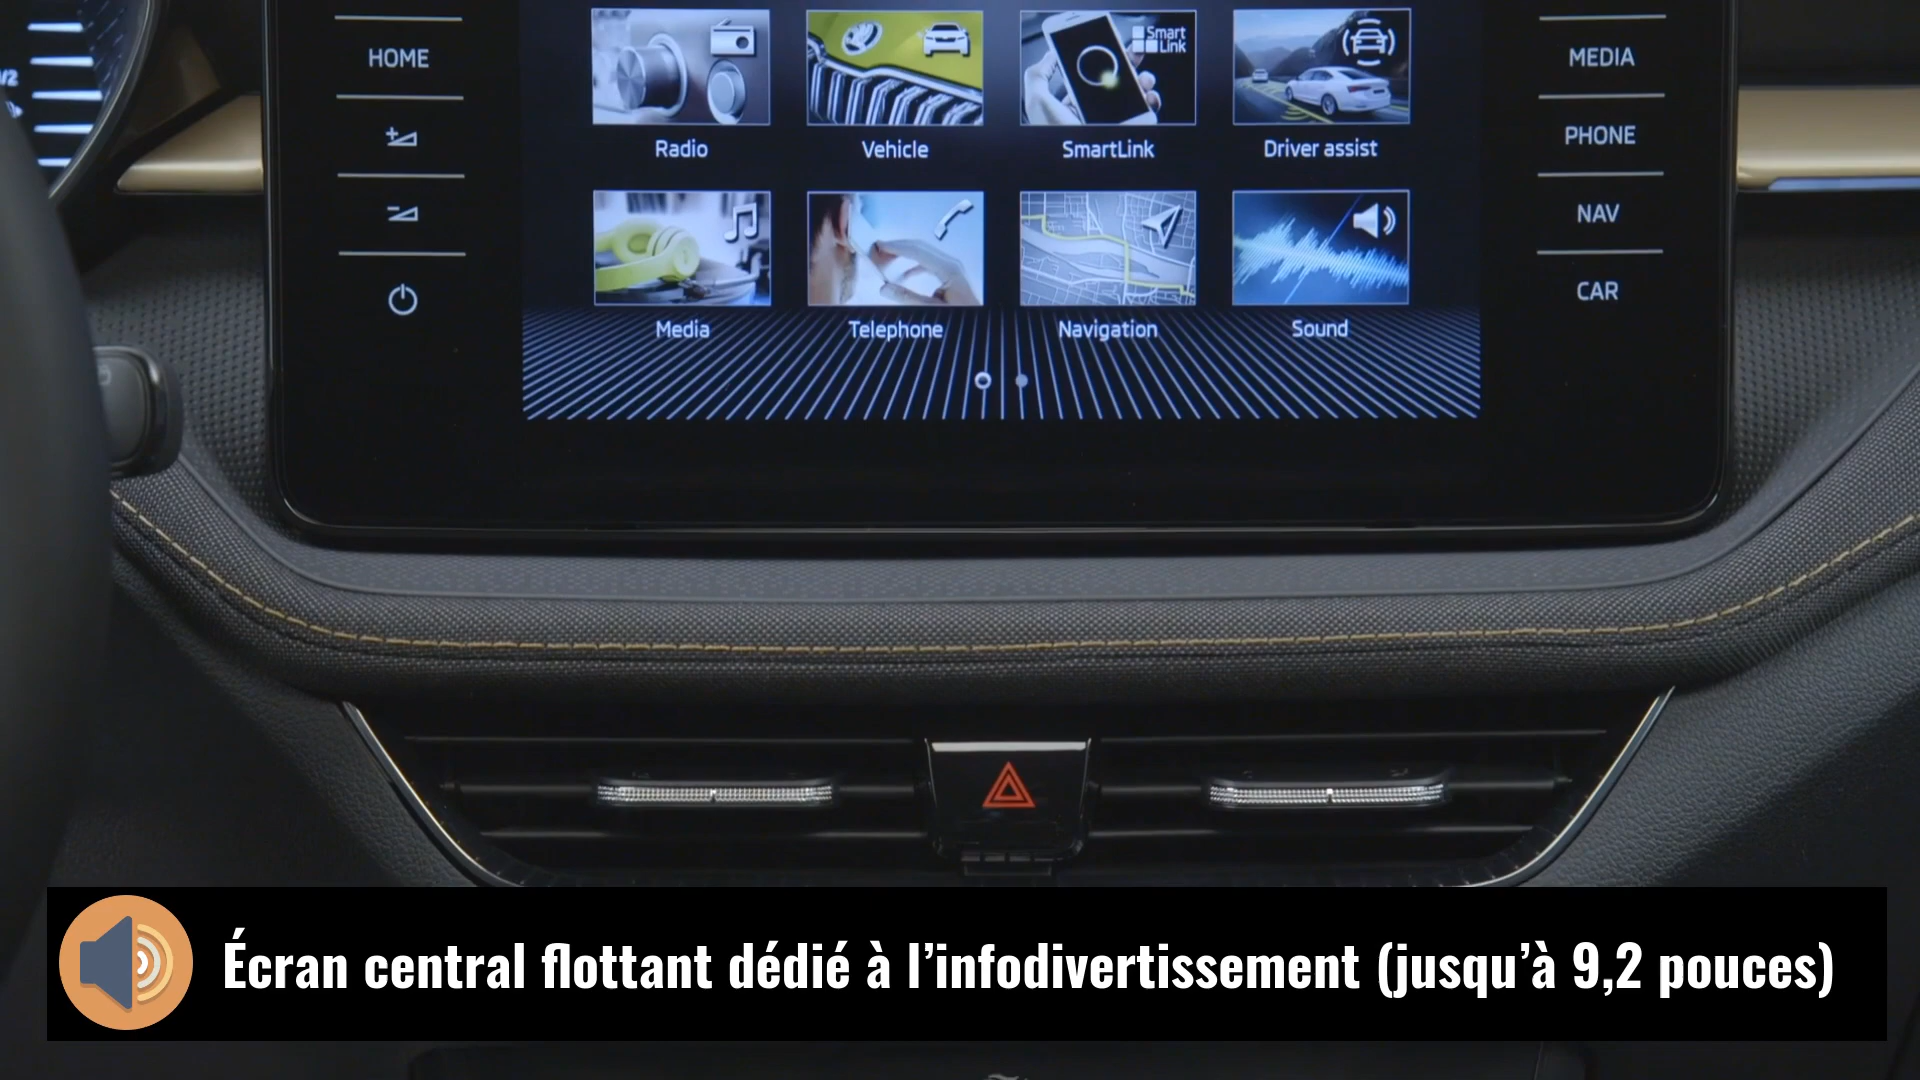 HOME
MEDIA
PHONE
NAV
CAR
Smart
Link
Radio
Vehicle
SmartLink
Driver assist
Media
Telephone
Navigation
Sound
Écran central flottant dédié à l’infodivertissement (jusqu’à 9,2 pouces)